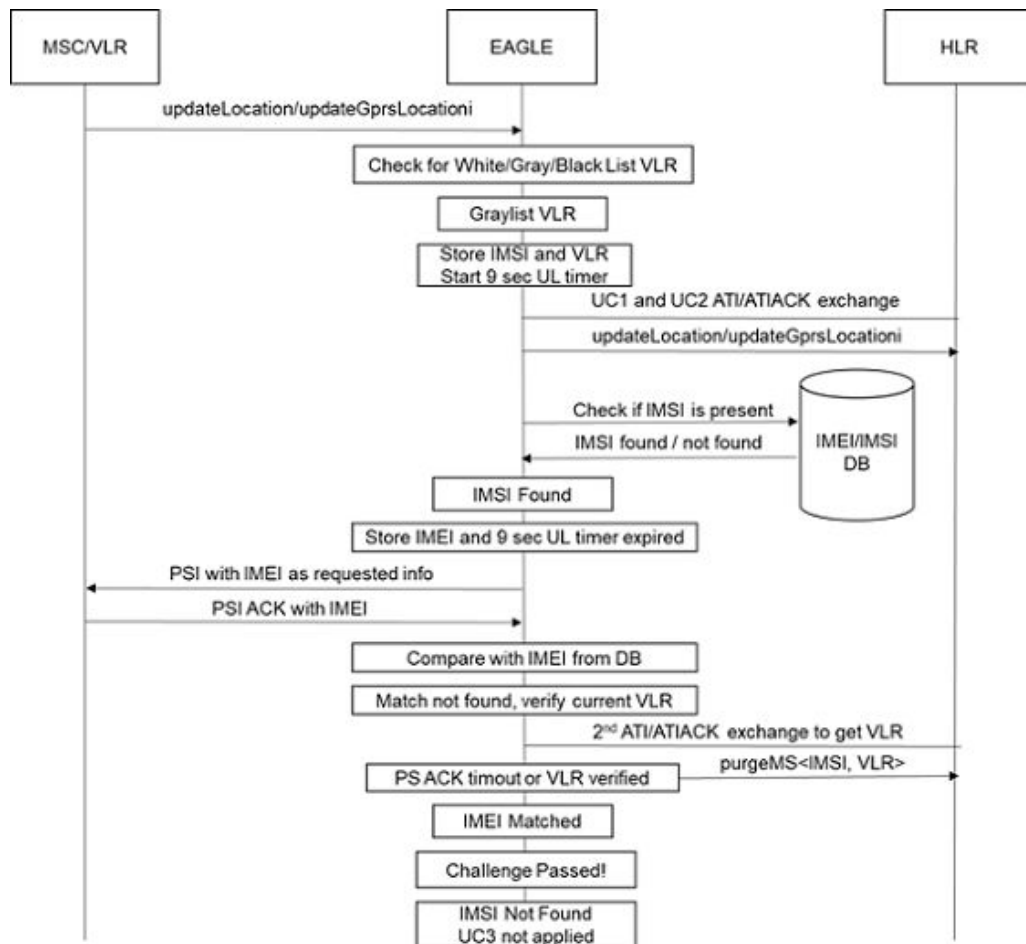 MSC/VLR
EAGLE
HLR
updateLocation/updateGprsLocationi
Check for White/Gray/Black List VLR
Graylist VLR
Store IMSI and VLR
Start 9 sec UL timer
UC1 and UC2 ATI/ATIACK exchange
updateLocation/updateGprsLocationi
Check if IMSI is present
IMSI found / not found
IMEI/IMSI
DB
IMSI Found
Store IMEI and 9 sec UL timer expired
PSI with IMEI as requested info
PSI ACK with IMEI
Compare with IMEI from DB
Match not found, verify current VLR
2nd ATI/ATIACK exchange to get VLR
PS ACK timout or VLR verified
purgeMS<IMSI, VLR>
IMEI Matched
Challenge Passed!
IMSI Not Found
UC3 not applied